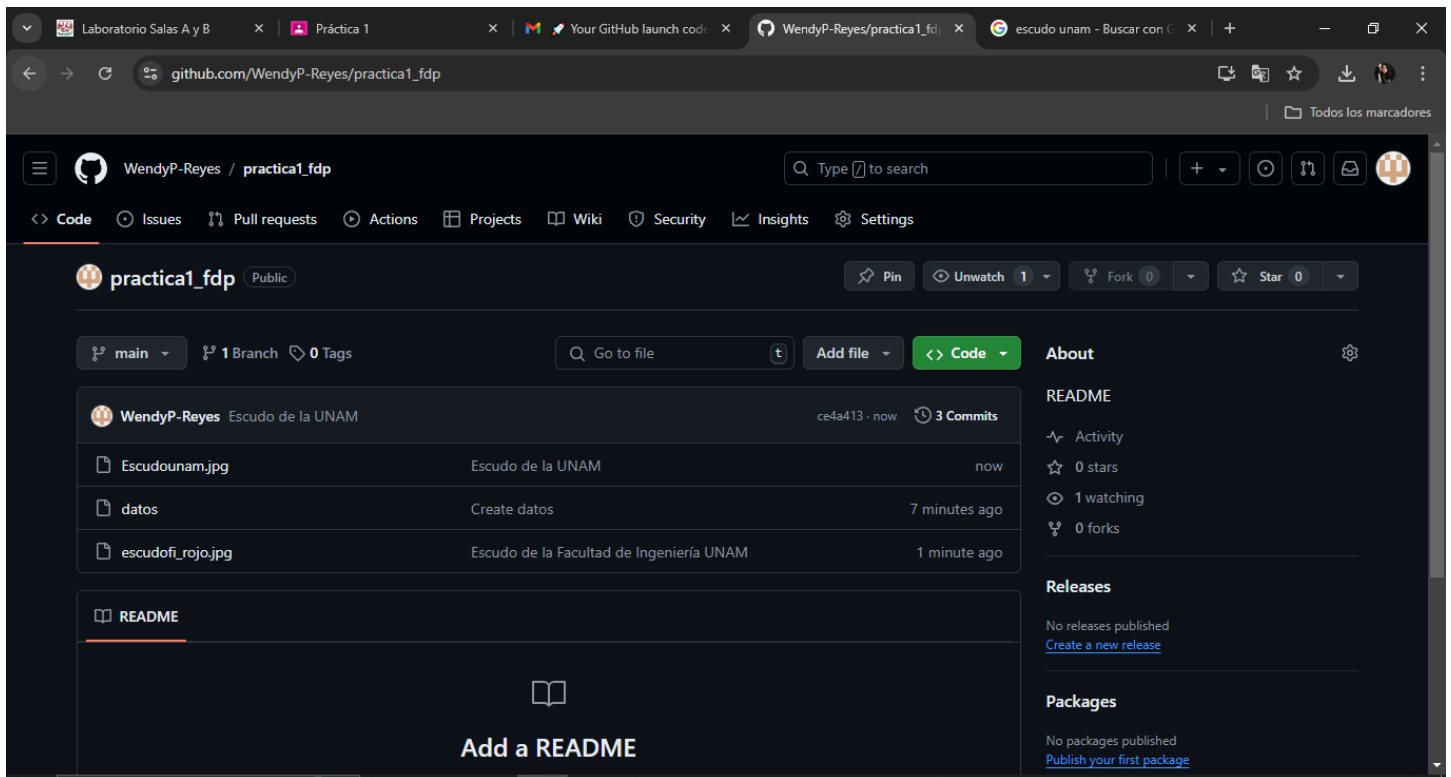 Laboratorio Salas A y B
Práctica 1
Your GitHub launch code
WendyP-Reyes/practica1_fd
escudo unam - Buscar con G
github.com/WendyP-Reyes/practica1_fdp
Todos los marcadores
WendyP-Reyes / practica1_fdp
Type / to search
Code Issues Pull requests Actions Projects Wiki Security Insights Settings
practica1_fdp Public
Pin Unwatch 1 Fork 0 Star 0
main 1 Branch 0 Tags
Go to file t Add file Code
WendyP-Reyes Escudo de la UNAM ce4a413 · now 3 Commits
Escudounam.jpg Escudo de la UNAM now
datos Create datos 7 minutes ago
escudofi_rojo.jpg Escudo de la Facultad de Ingeniería UNAM 1 minute ago
README
Add a README
About
README
Activity
0 stars
1 watching
0 forks
Releases
No releases published
Create a new release
Packages
No packages published
Publish your first package